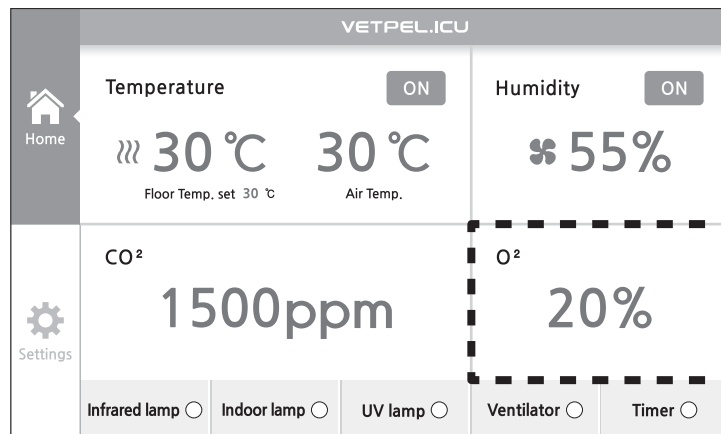 VETPEL.ICU
Home
Temperature ON
30 ℃ 30 ℃
Floor Temp. set 30 ℃ Air Temp.
Humidity ON
55%
CO²
1500ppm
O²
20%
Settings
Infrared lamp
Indoor lamp
UV lamp
Ventilator
Timer